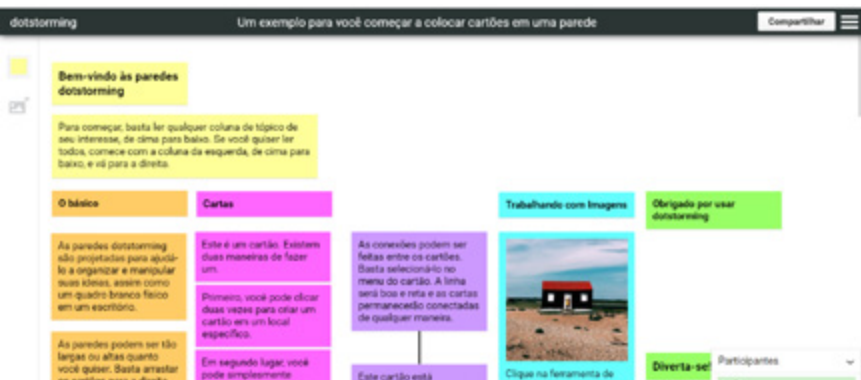 dotstorming
Um exemplo para você começar a colocar cartões em uma parede
Compartilhar
Bem-vindo às paredes
dotstorming
Para começar, basta ler qualquer coluna de tópico de
seu interesse, de cima para baixo. Se você quiser ler
todos, comece com a coluna da esquerda, de cima para
baixo, e vá para a direita.
O básico
As paredes dotstorming
são projetadas para ajudá-
lo a organizar e manipular
suas ideias, assim como
um quadro branco físico
em um escritório.
As paredes podem ser tão
largas ou altas quanto
você quiser. Basta arrastar
Cartas
Este é um cartão. Existem
duas maneiras de fazer
um.
Primeiro, você pode clicar
duas vezes para criar um
cartão em um local
específico.
Em segundo lugar, você
pode simplesmente
As conexões podem ser
feitas entre os cartões.
Basta selecioná-lo no
menu do cartão. A linha
será boa e reta e as cartas
permanecerão conectadas
de qualquer maneira.
Este cartão está
Trabalhando com Imagens
Clique na ferramenta de
Obrigado por usar
dotstorming
Diverta-se!
Participantes